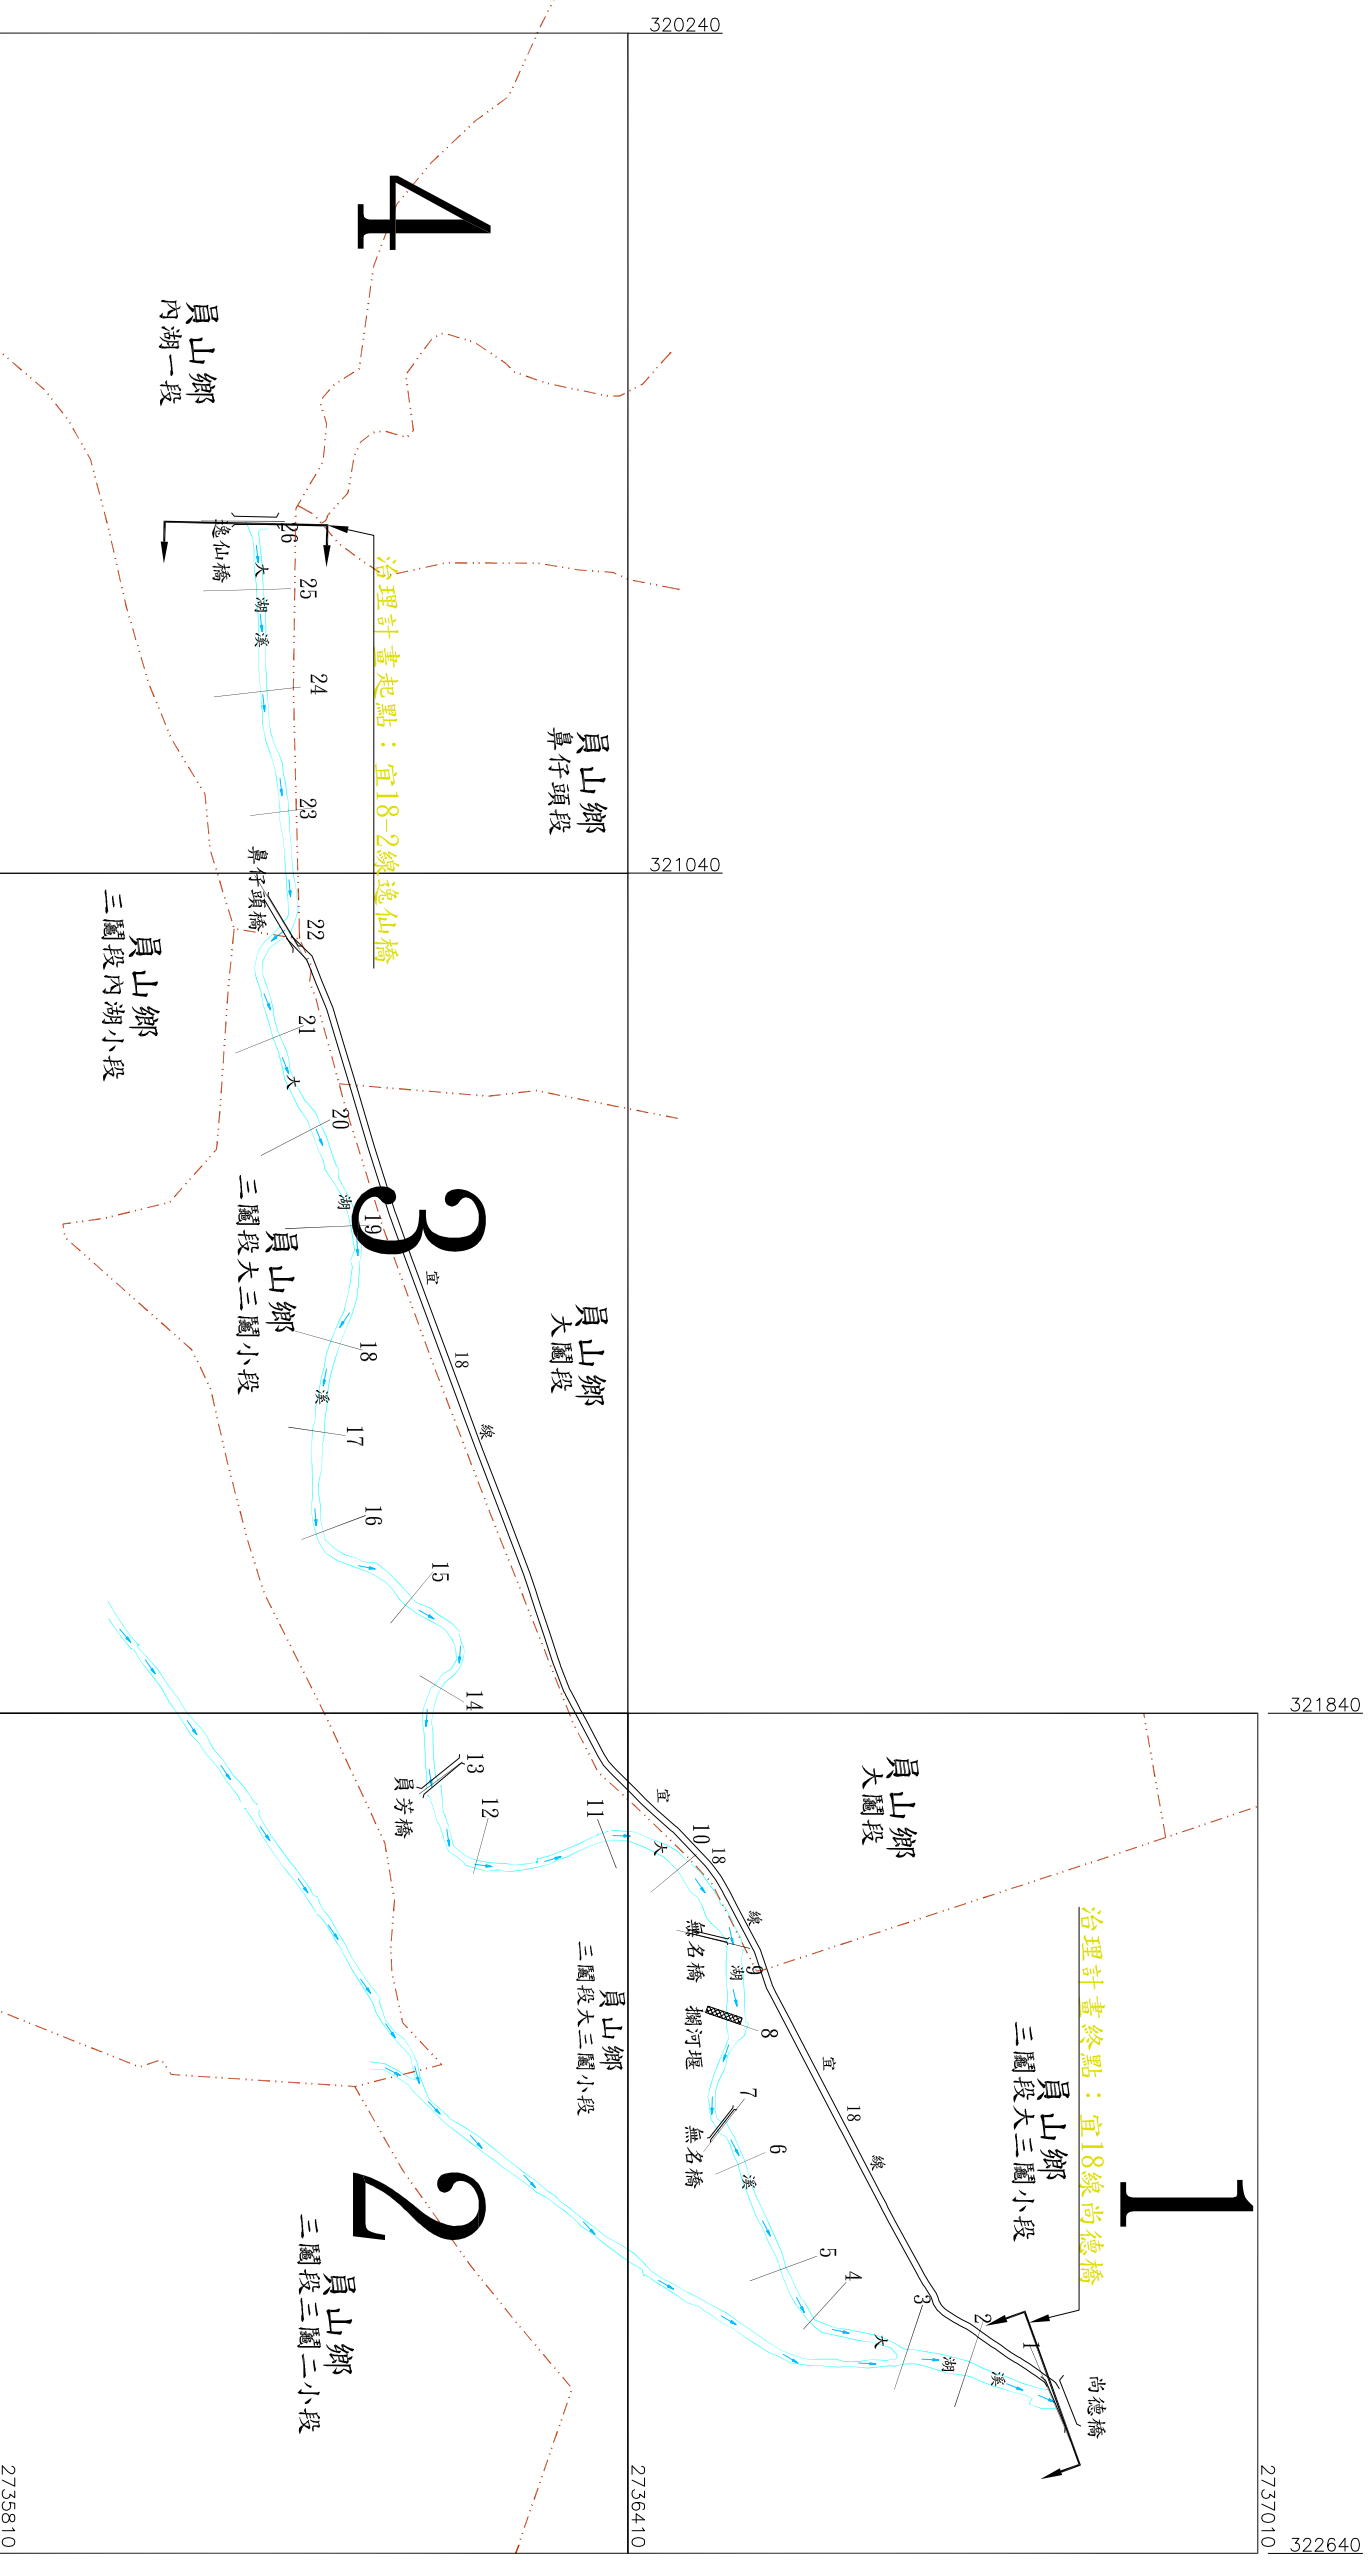 320240
321040
321840
322640
2735810
2736410
2737010
4
3
2
1
員山鄉
內湖一段
員山鄉
鼻仔頭段
員山鄉
三鬮段內湖小段
員山鄉
三鬮段大三鬮小段
員山鄉
大鬮段
員山鄉
大鬮段
員山鄉
三鬮段大三鬮小段
員山鄉
三鬮段大三鬮小段
員山鄉
三鬮段三鬮二小段
治理計畫起點：宜18-2線逸仙橋
治理計畫終點：宜18線尚德橋
逸仙橋
鼻仔頭橋
員芳橋
無名橋
攔河堰
無名橋
尚德橋
大湖溪
大湖溪
大湖溪
大湖溪
宜18線
宜18線
宜18線
26
25
24
23
22
21
20
19
18
17
16
15
14
13
12
11
10
9
8
7
6
5
4
3
2
1